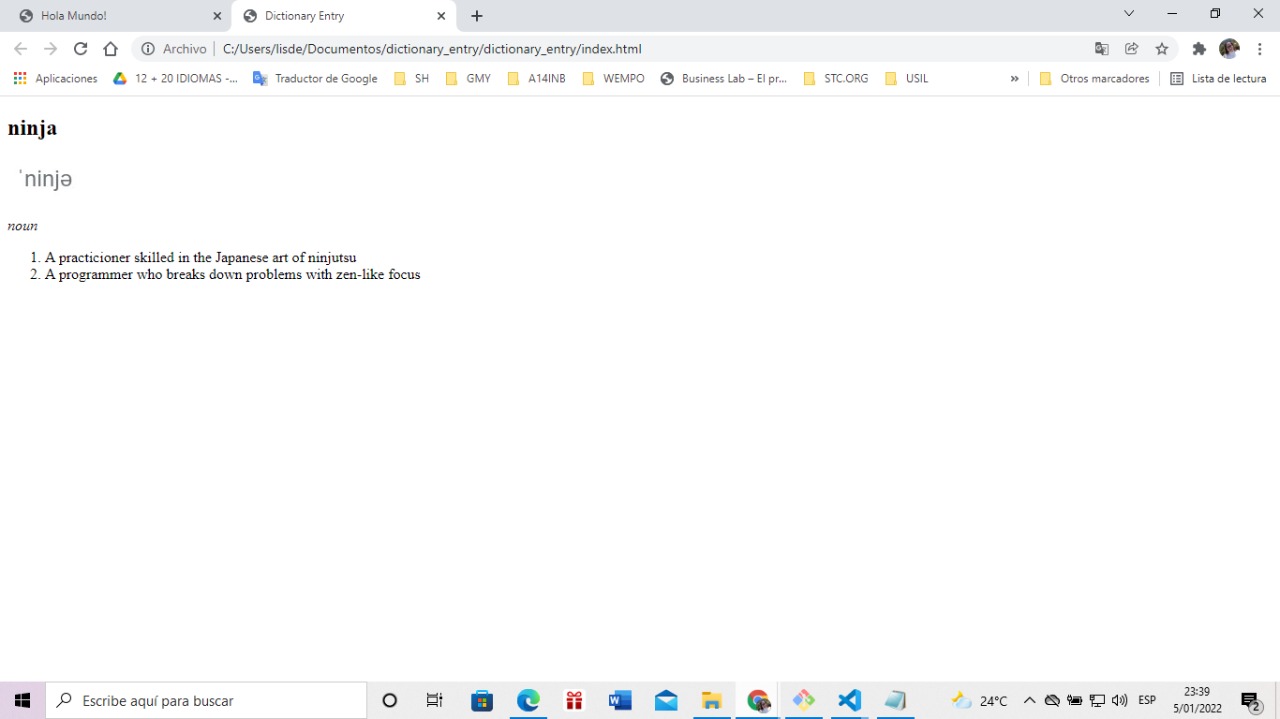 Hola Mundo!
Dictionary Entry
Archivo C:/Users/lisde/Documentos/dictionary_entry/dictionary_entry/index.html
Aplicaciones 12 + 20 IDIOMAS -... Traductor de Google SH GMY A14INB WEMPO Business Lab – El pr... STC.ORG USIL » Otros marcadores Lista de lectura
ninja
ˈninjə
noun
1. A practicioner skilled in the Japanese art of ninjutsu
2. A programmer who breaks down problems with zen-like focus
Escribe aquí para buscar
24°C ESP 23:39
5/01/2022 2